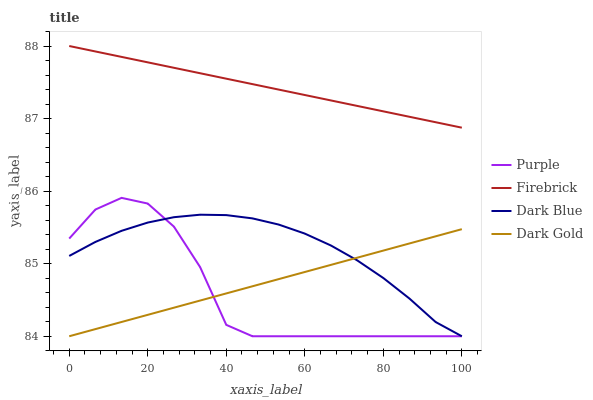 title
88
87
86
85
84
0 20 40 60 80 100
xaxis_label
yaxis_label
Purple
Firebrick
Dark Blue
Dark Gold